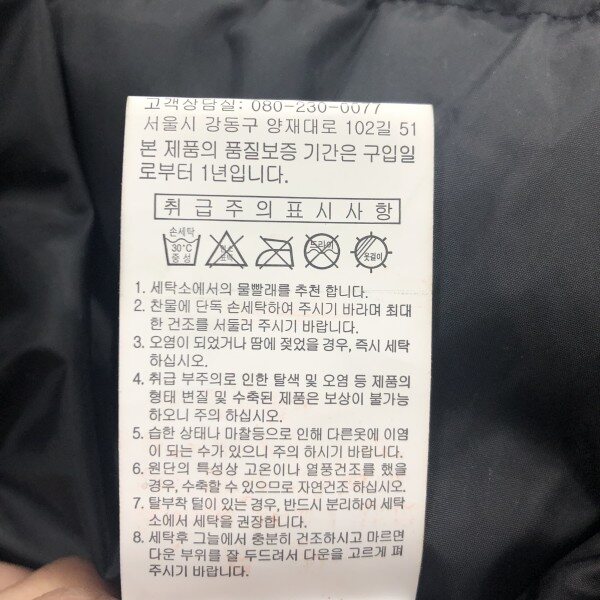 고객상담실: 080-230-0077
서울시 강동구 양재대로 102길 51
본 제품의 품질보증 기간은 구입일
로부터 1년입니다.
취급주의표시사항
손세탁
30°C
중성
드라이
옷걸이
1. 세탁소에서의 물빨래를 추천 합니다.
2. 찬물에 단독 손세탁하여 주시기 바라며 최대
한 건조를 서둘러 주시기 바랍니다.
3. 오염이 되었거나 땀에 젖었을 경우, 즉시 세탁
하십시오.
4. 취급 부주의로 인한 탈색 및 오염 등 제품의
형태 변질 및 수축된 제품은 보상이 불가능
하오니 주의 하십시오.
5. 습한 상태나 마찰등으로 인해 다른옷에 이염
이 되는 수가 있으니 주의 하시기 바랍니다.
6. 원단의 특성상 고온이나 열풍건조를 했을
경우, 수축할 수 있으므로 자연건조 하십시오.
7. 탈부착 털이 있는 경우, 반드시 분리하여 세탁
소에서 세탁을 권장합니다.
8. 세탁후 그늘에서 충분히 건조하시고 마르면
다운 부위를 잘 두드려서 다운을 고르게 펴
주시기 바랍니다.